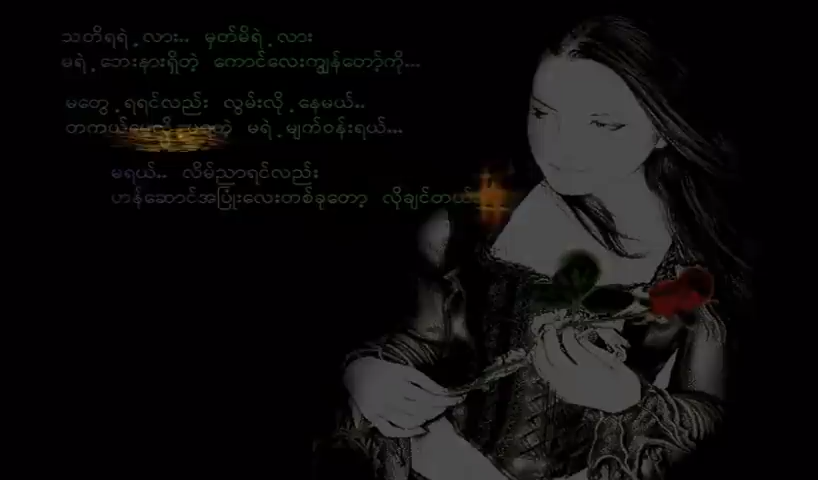 သတိရရဲ့လား.. မှတ်မိရဲ့လား
မရဲ့ဘေးနားရှိတဲ့ ကောင်လေးကျွန်တော့်ကို...
မတွေ့ရရင်လည်း လွမ်းလို့နေမယ်..
တကယ် မရဲ့မျက်ဝန်းရယ်...
မရယ်.. လိမ်ညာရင်လည်း
ဟန်ဆောင်အပြုံးလေးတစ်ခုတော့ လိုချင်တယ်